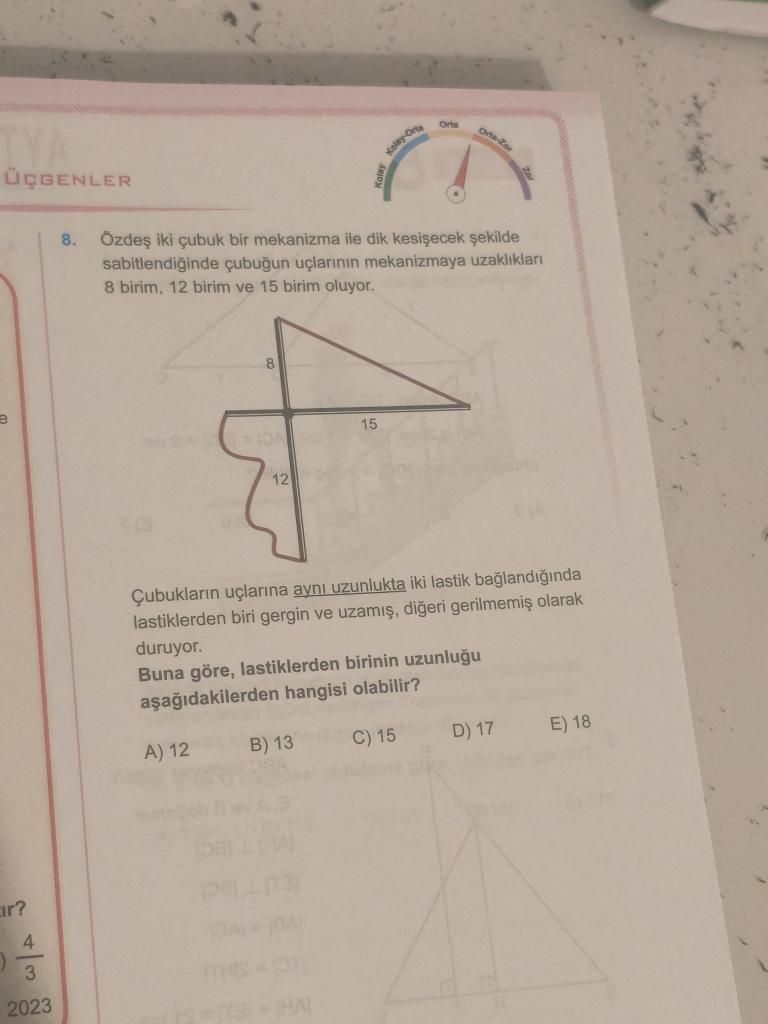 ÜÇGENLER
Kolay
Kolay-Orta
Orta
Orta-Zor
Zor
8. Özdeş iki çubuk bir mekanizma ile dik kesişecek şekilde
sabitlendiğinde çubuğun uçlarının mekanizmaya uzaklıkları
8 birim, 12 birim ve 15 birim oluyor.
8
15
12
Çubukların uçlarına aynı uzunlukta iki lastik bağlandığında
lastiklerden biri gergin ve uzamış, diğeri gerilmemiş olarak
duruyor.
Buna göre, lastiklerden birinin uzunluğu
aşağıdakilerden hangisi olabilir?
A) 12 B) 13 C) 15 D) 17 E) 18
4
3
2023